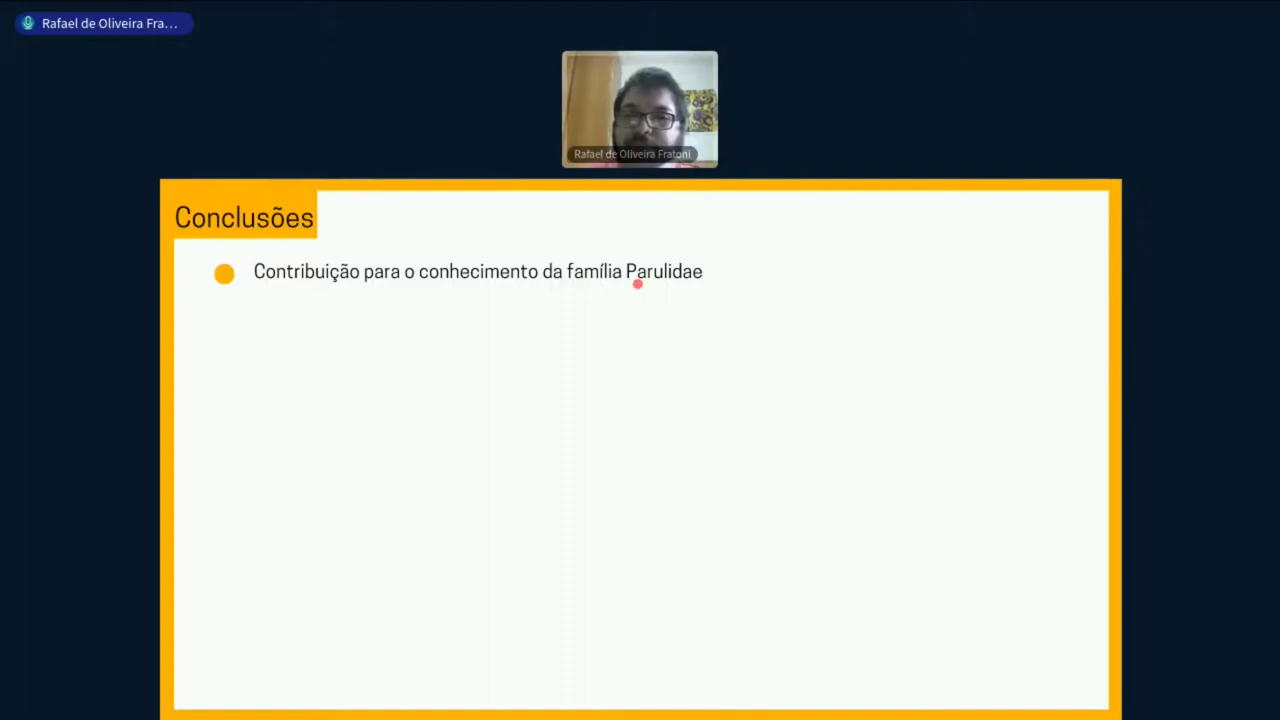 Rafael de Oliveira Fra...
Rafael de Oliveira Fratoni
Conclusões
Contribuição para o conhecimento da família Parulidae